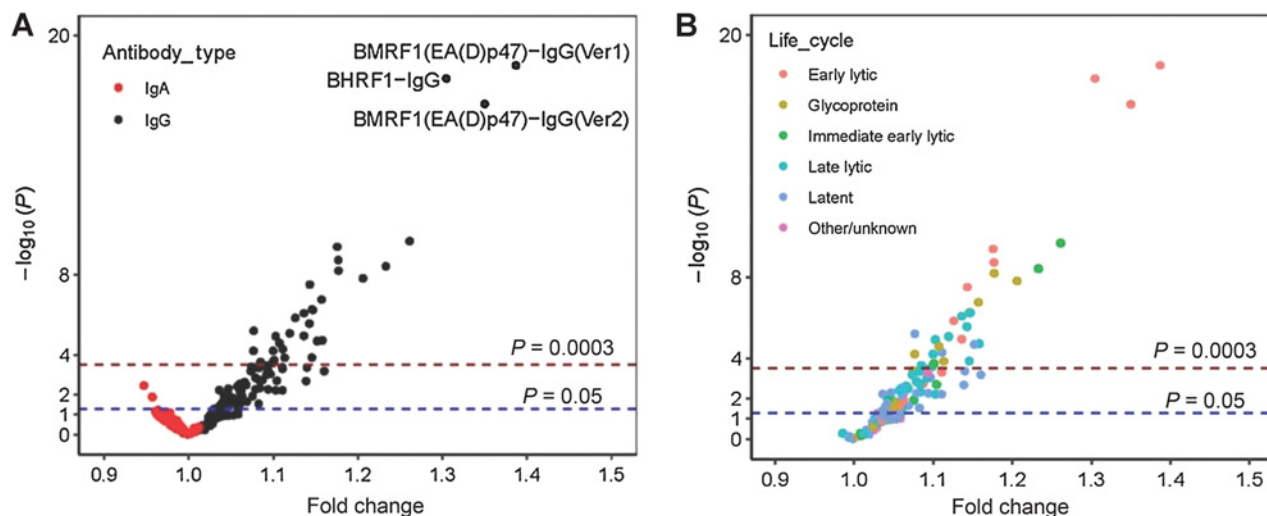 A
Antibody_type
IgA
IgG
BMRF1(EA(D)p47)−IgG(Ver1)
BHRF1−IgG
BMRF1(EA(D)p47)−IgG(Ver2)
P = 0.0003
P = 0.05
−log10 (P)
20
8
4
2
1
0
0.9 1.0 1.1 1.2 1.3 1.4 1.5
Fold change
B
Life_cycle
Early lytic
Glycoprotein
Immediate early lytic
Late lytic
Latent
Other/unknown
P = 0.0003
P = 0.05
−log10 (P)
20
8
4
2
1
0
0.9 1.0 1.1 1.2 1.3 1.4 1.5
Fold change